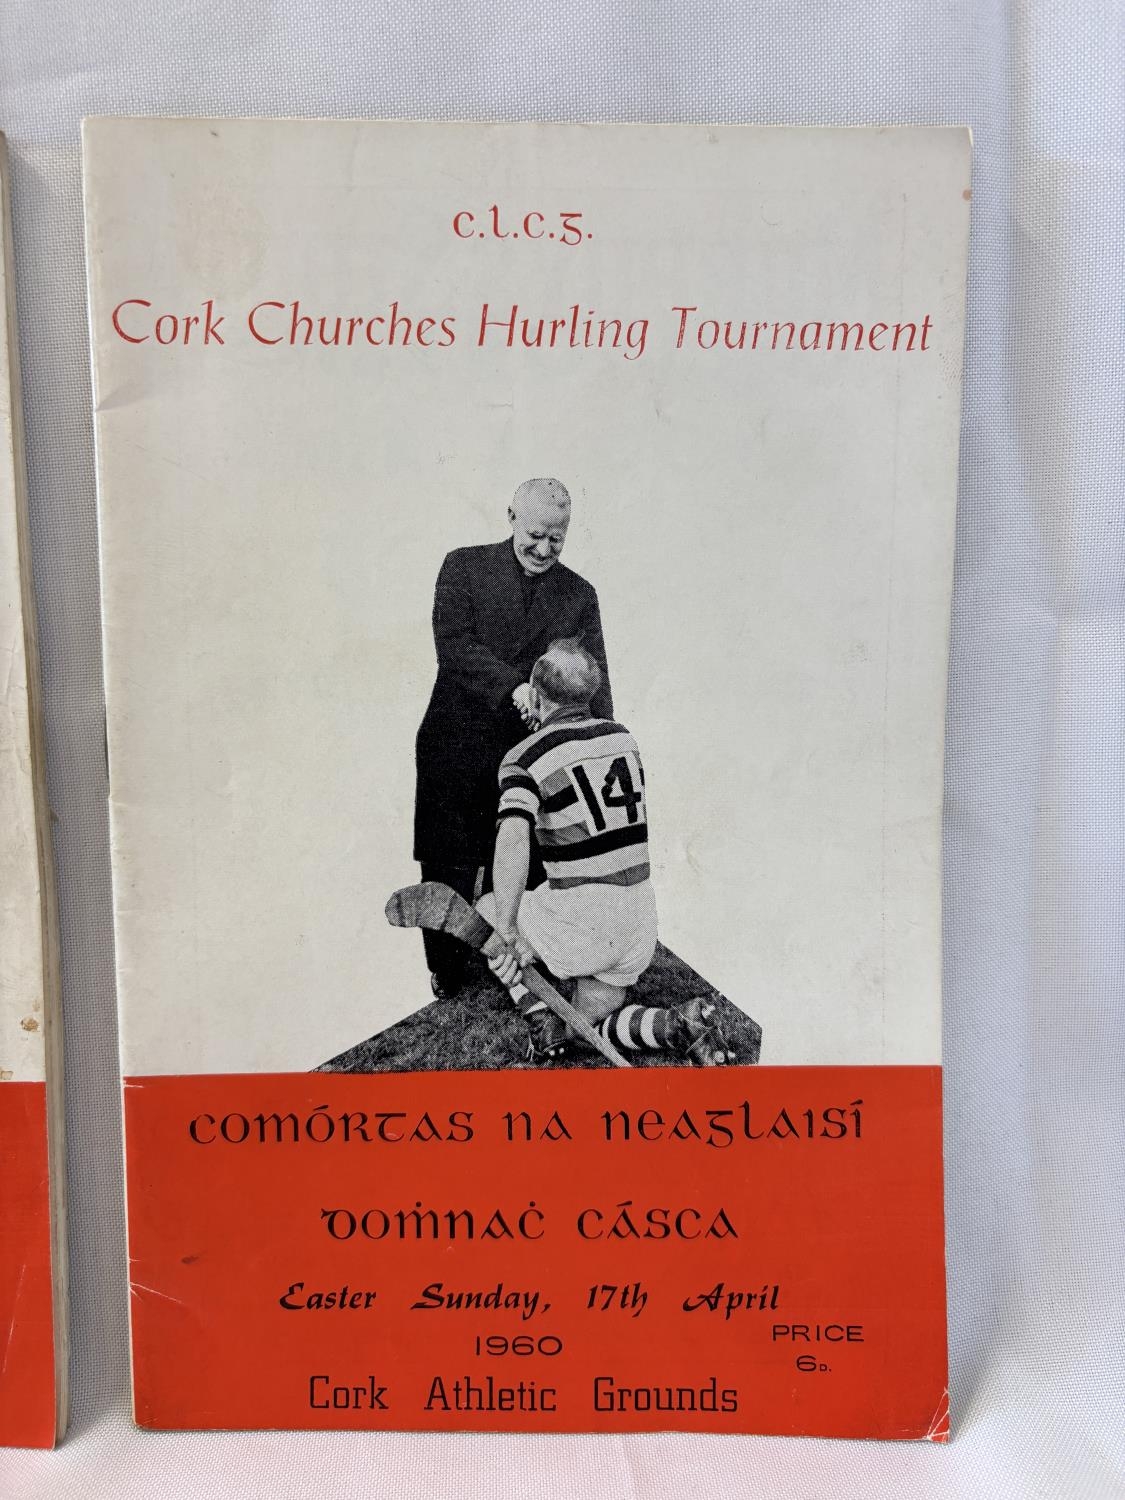 c.l.c.g.
Cork Churches Hurling Tournament
14
comórtas na neaglaisí
doṁnaċ cásca
Easter Sunday, 17th April
1960
PRICE
6D.
Cork Athletic Grounds